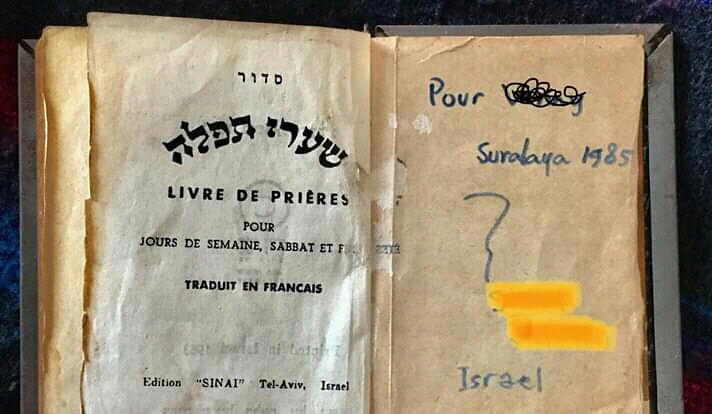 סדור
שערי תפלה
LIVRE DE PRIÈRES
POUR
JOURS DE SEMAINE, SABBAT ET
TRADUIT EN FRANCAIS
Edition "SINAI" Tel-Aviv, Israel
Pour
Suralaya 1985
Israel